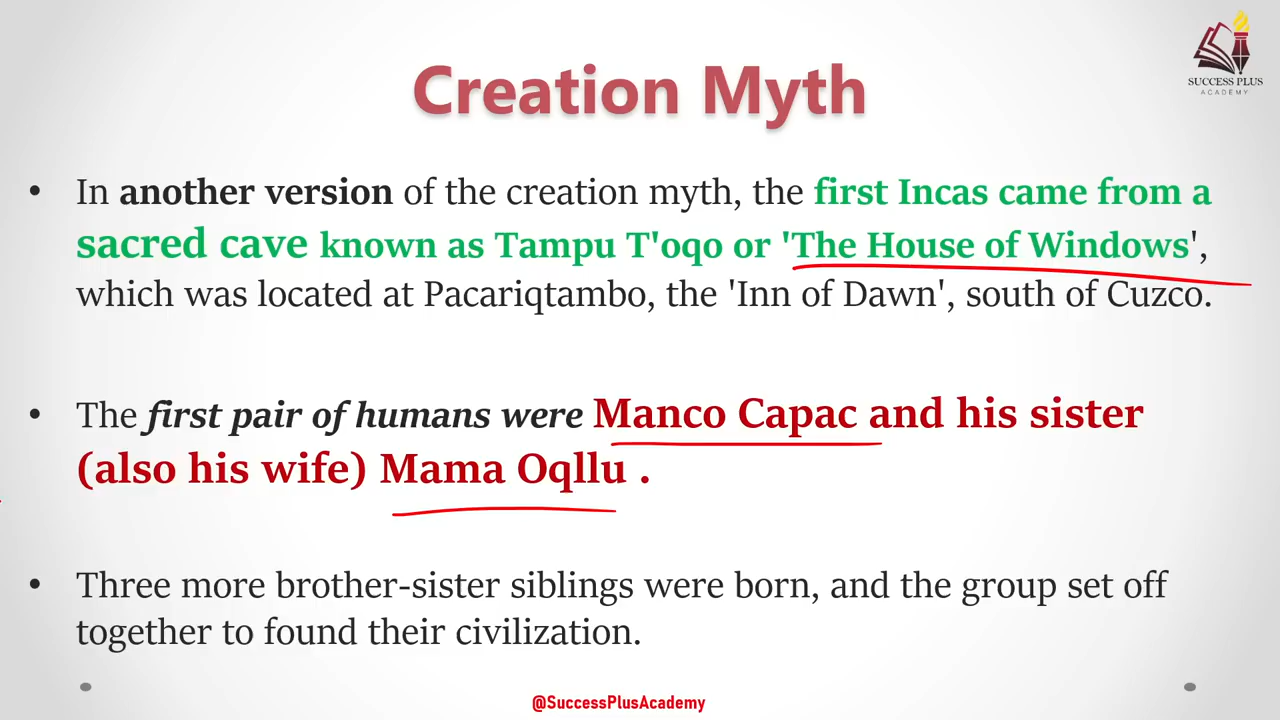 SUCCESS PLUS
ACADEMY
Creation Myth
• In another version of the creation myth, the first Incas came from a
sacred cave known as Tampu T'oqo or 'The House of Windows',
which was located at Pacariqtambo, the 'Inn of Dawn', south of Cuzco.
• The first pair of humans were Manco Capac and his sister
(also his wife) Mama Oqllu .
• Three more brother-sister siblings were born, and the group set off
together to found their civilization.
@SuccessPlusAcademy